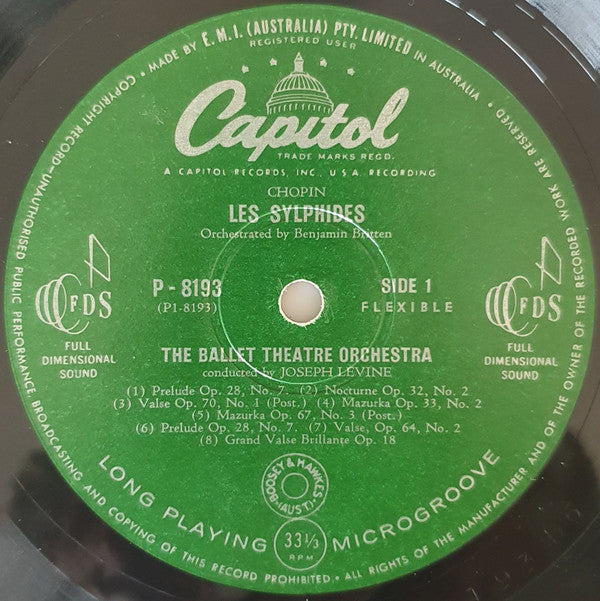 MADE BY E.M.I. (AUSTRALIA) PTY. LIMITED IN AUSTRALIA
REGISTERED USER
Capitol
TRADE MARKS REGD.
A CAPITOL RECORDS, INC. U.S.A. RECORDING
CHOPIN
LES SYLPHIDES
Orchestrated by Benjamin Britten
P - 8193
(P1-8193)
SIDE 1
FLEXIBLE
FDS
FULL
DIMENSIONAL
SOUND
FDS
FULL
DIMENSIONAL
SOUND
THE BALLET THEATRE ORCHESTRA
conducted by JOSEPH LEVINE
(1) Prelude Op. 28, No. 7. (2) Nocturne Op. 32, No. 2
(3) Valse Op. 70, No. 1 (Post.) (4) Mazurka Op. 33, No. 2
(5) Mazurka Op. 67, No. 3 (Post.)
(6) Prelude Op. 28, No. 7. (7) Valse, Op. 64, No. 2
(8) Grand Valse Brillante Op. 18
BOOSEY & HAWKES
(AUST)
LONG PLAYING 33⅓ MICROGROOVE
RPM
COPYRIGHT RECORD—UNAUTHORISED PUBLIC PERFORMANCE BROADCASTING AND COPYING OF THIS RECORD PROHIBITED. • ALL RIGHTS OF THE MANUFACTURER AND OF THE OWNER OF THE RECORDED WORK ARE RESERVED •